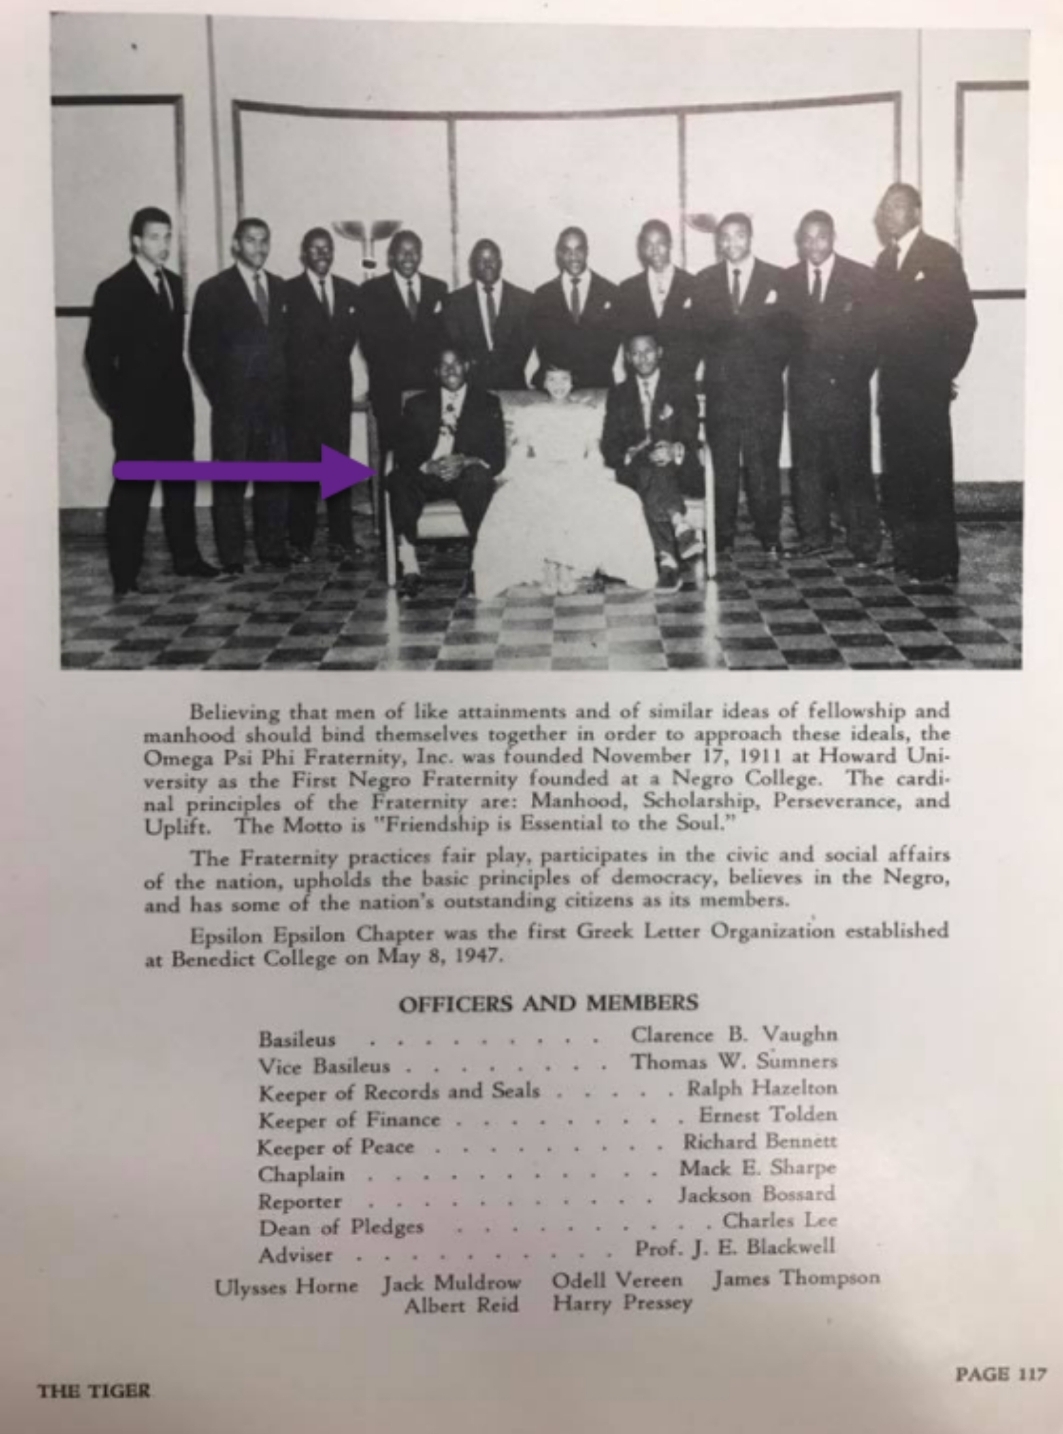 Believing that men of like attainments and of similar ideas of fellowship and
manhood should bind themselves together in order to approach these ideals, the
Omega Psi Phi Fraternity, Inc. was founded November 17, 1911 at Howard Uni-
versity as the First Negro Fraternity founded at a Negro College. The cardi-
nal principles of the Fraternity are: Manhood, Scholarship, Perseverance, and
Uplift. The Motto is "Friendship is Essential to the Soul."
The Fraternity practices fair play, participates in the civic and social affairs
of the nation, upholds the basic principles of democracy, believes in the Negro,
and has some of the nation's outstanding citizens as its members.
Epsilon Epsilon Chapter was the first Greek Letter Organization established
at Benedict College on May 8, 1947.
OFFICERS AND MEMBERS
Basileus . . . . . . . . . Clarence B. Vaughn
Vice Basileus . . . . . . . . Thomas W. Sumners
Keeper of Records and Seals . . . . . Ralph Hazelton
Keeper of Finance . . . . . . . . . Ernest Tolden
Keeper of Peace . . . . . . . . . Richard Bennett
Chaplain . . . . . . . . . . . Mack E. Sharpe
Reporter . . . . . . . . . . . Jackson Bossard
Dean of Pledges . . . . . . . . . . Charles Lee
Adviser . . . . . . . . . . Prof. J. E. Blackwell
Ulysses Horne Jack Muldrow Odell Vereen James Thompson
Albert Reid Harry Pressey
THE TIGER PAGE 117